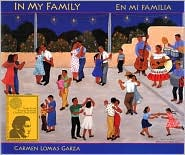 IN MY FAMILY EN MI FAMILIA
CARMEN LOMAS GARZA